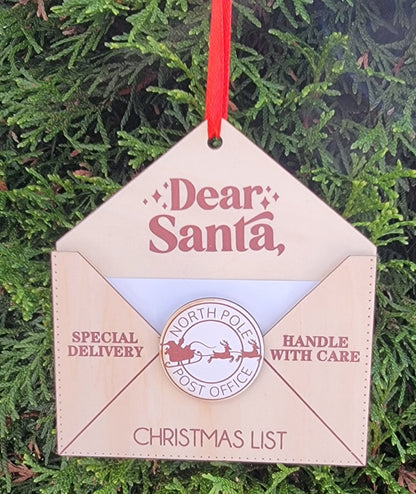 Dear
Santa,
SPECIAL
DELIVERY
NORTH POLE
POST OFFICE
HANDLE
WITH CARE
CHRISTMAS LIST